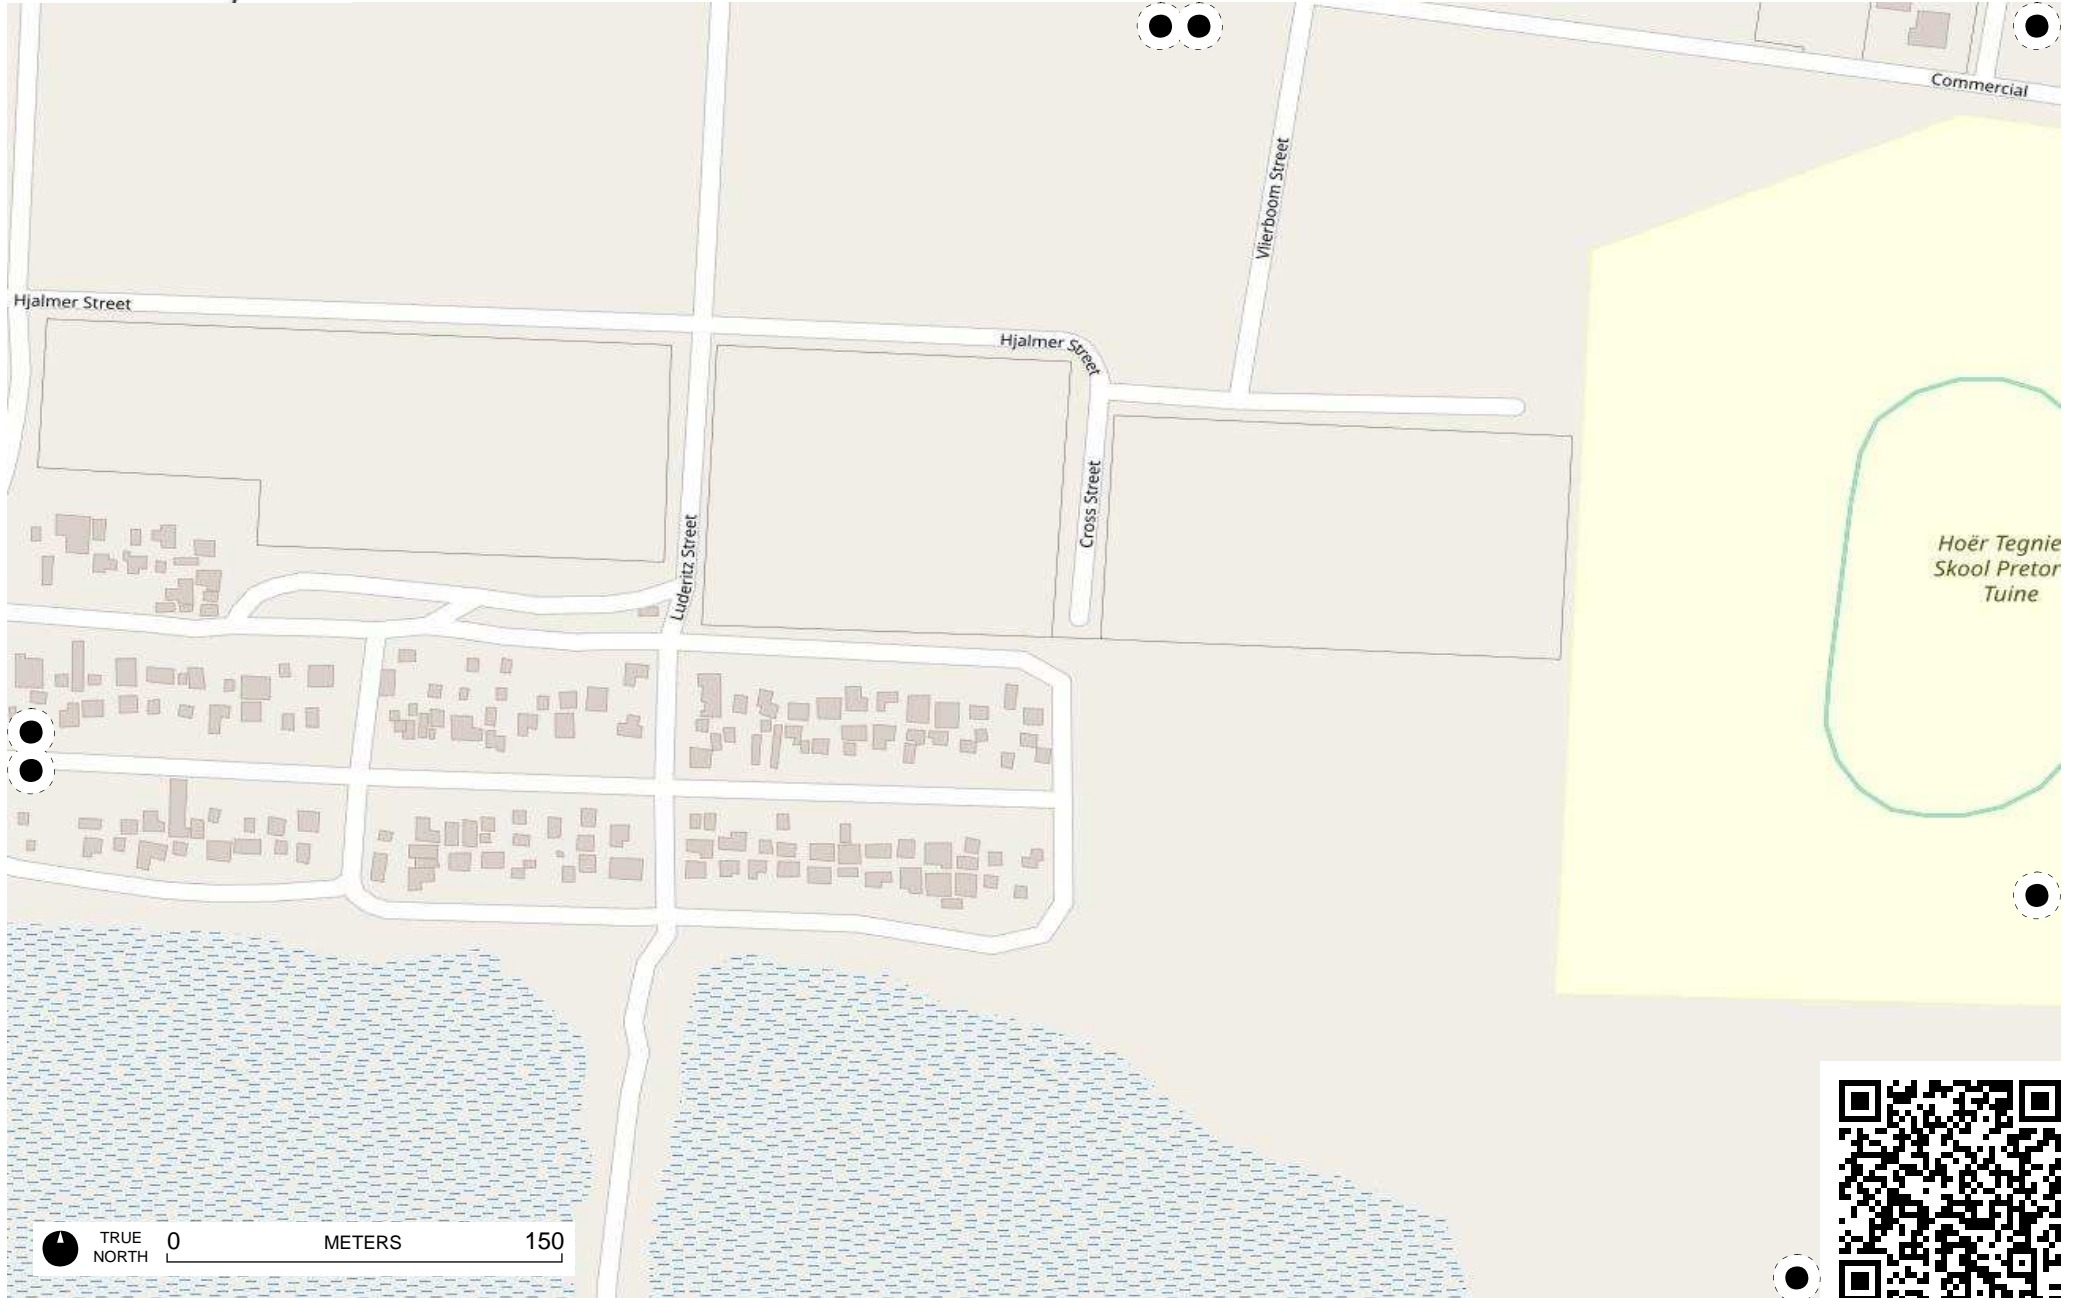 Commercial
Vlierboom Street
Hjalmer Street
Hjalmer Street
Cross Street
Luderitz Street
Hoër Tegnie
Skool Pretor
Tuine
TRUE
NORTH
0
METERS
150